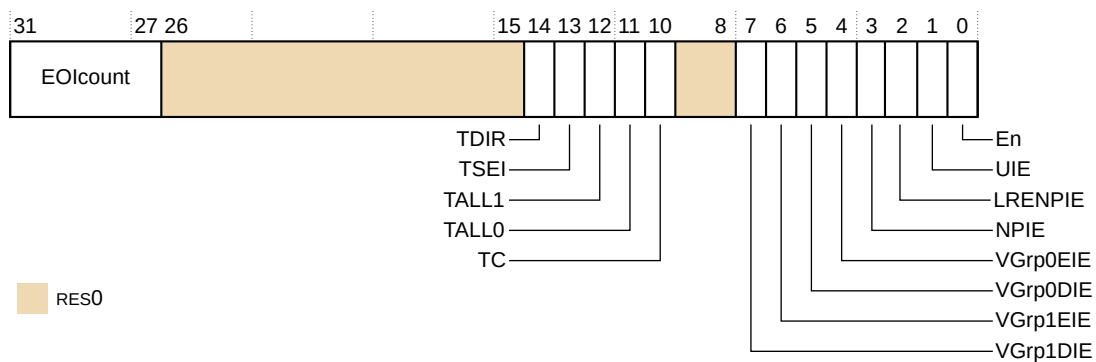 31 27 26 15 14 13 12 11 10 8 7 6 5 4 3 2 1 0
EOIcount
TDIR En
TSEI UIE
TALL1 LRENPIE
TALL0 NPIE
TC VGrp0EIE
VGrp0DIE
RES0
VGrp1EIE
VGrp1DIE